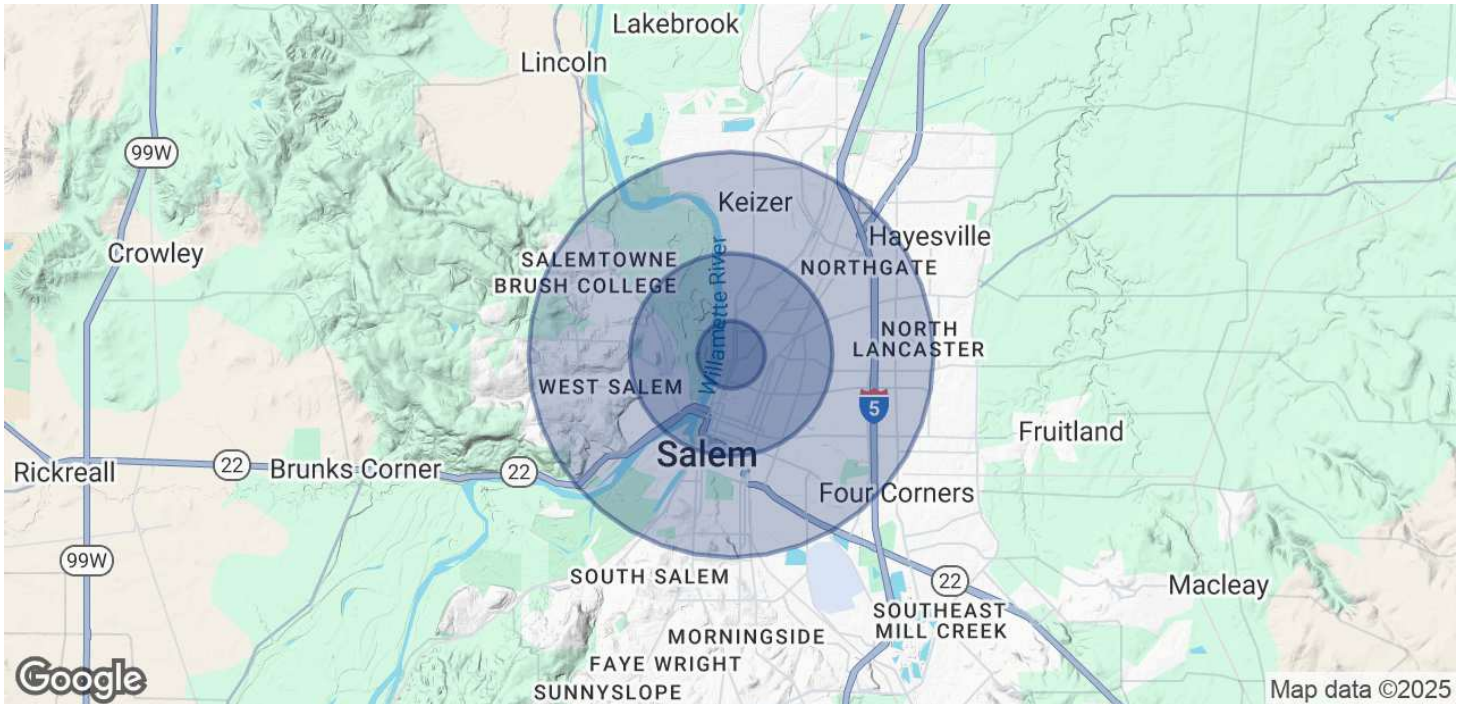 Lakebrook
Lincoln
99W
Keizer
Hayesville
Crowley
SALEMTOWNE
NORTHGATE
BRUSH COLLEGE
Willamette River
NORTH
LANCASTER
WEST SALEM
5
Fruitland
Salem
Rickreall
22
Brunks Corner
22
Four Corners
99W
SOUTH SALEM
22
Macleay
SOUTHEAST
MILL CREEK
MORNINGSIDE
FAYE WRIGHT
SUNNYSLOPE
Google
Map data ©2025